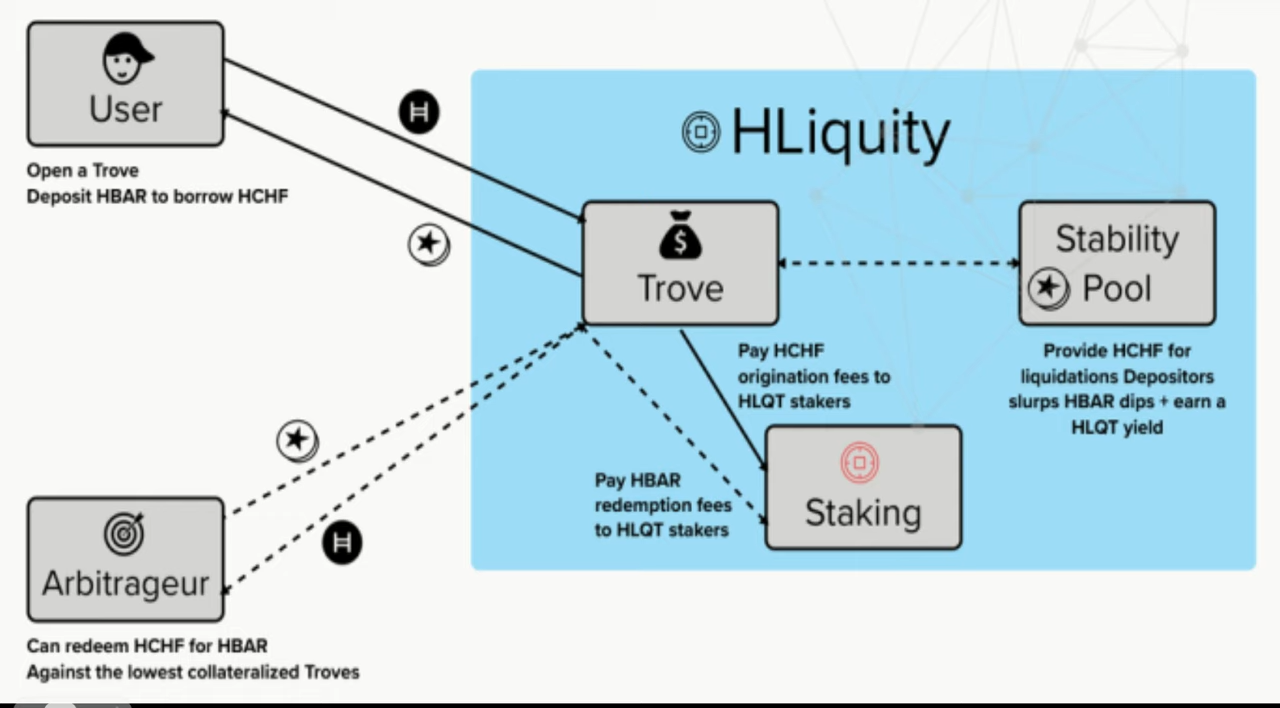 User
Open a Trove
Deposit HBAR to borrow HCHF
HLiquity
Trove
Stability
Pool
Pay HCHF
origination fees to
HLQT stakers
Provide HCHF for
liquidations Depositors
slurps HBAR dips + earn a
HLQT yield
Pay HBAR
redemption fees
to HLQT stakers
Staking
Arbitrageur
Can redeem HCHF for HBAR
Against the lowest collateralized Troves